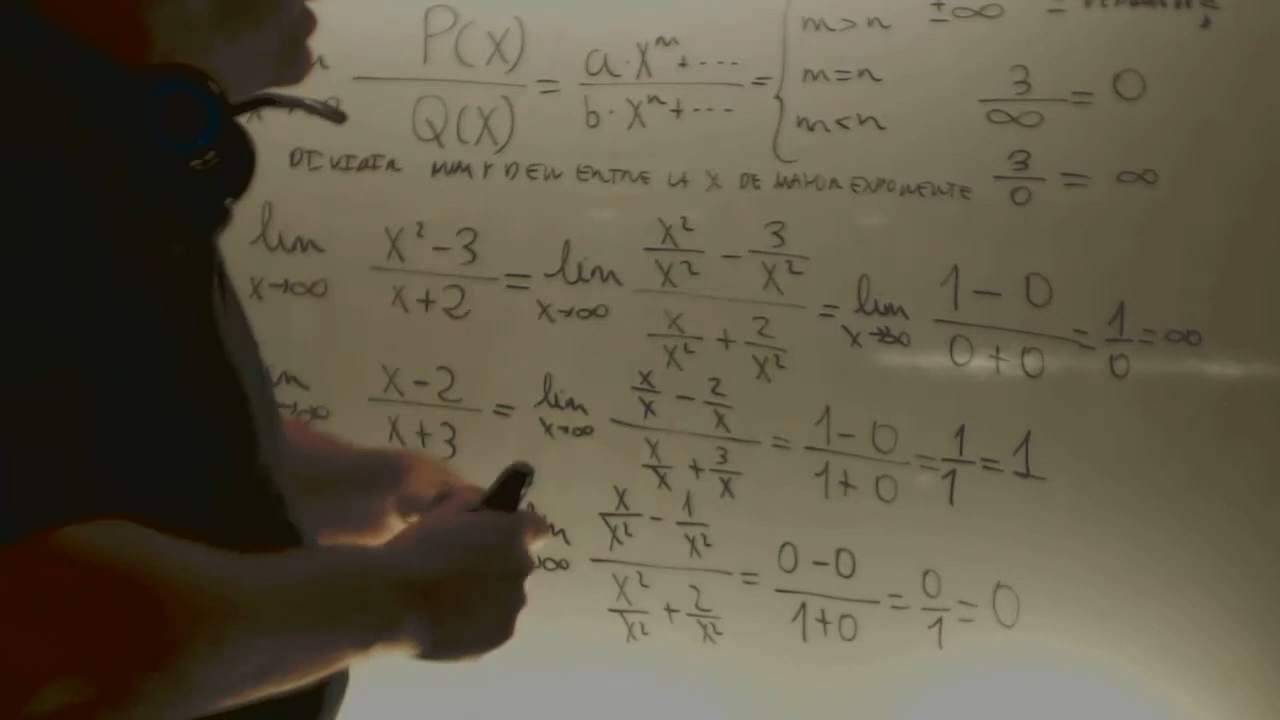 P(X)/Q(X) = a·X^m+···/b·X^n+··· = { m>n ±∞
m=n
m<n
3/∞ = 0
3/0 = ∞
DIVIDIR NUM Y DEN ENTRE LA X DE MAYOR EXPONENTE
lim x→∞ (x²-3)/(x+2) = lim x→∞ (x²/x² - 3/x²)/(x/x² + 2/x²) = lim x→∞ (1-0)/(0+0) = 1/0 = ∞
(x-2)/(x+3) = lim x→∞ (x/x - 2/x)/(x/x + 3/x) = (1-0)/(1+0) = 1/1 = 1
(x/x² - 1/x²)/(x²/x² + 2/x²) = (0-0)/(1+0) = 0/1 = 0